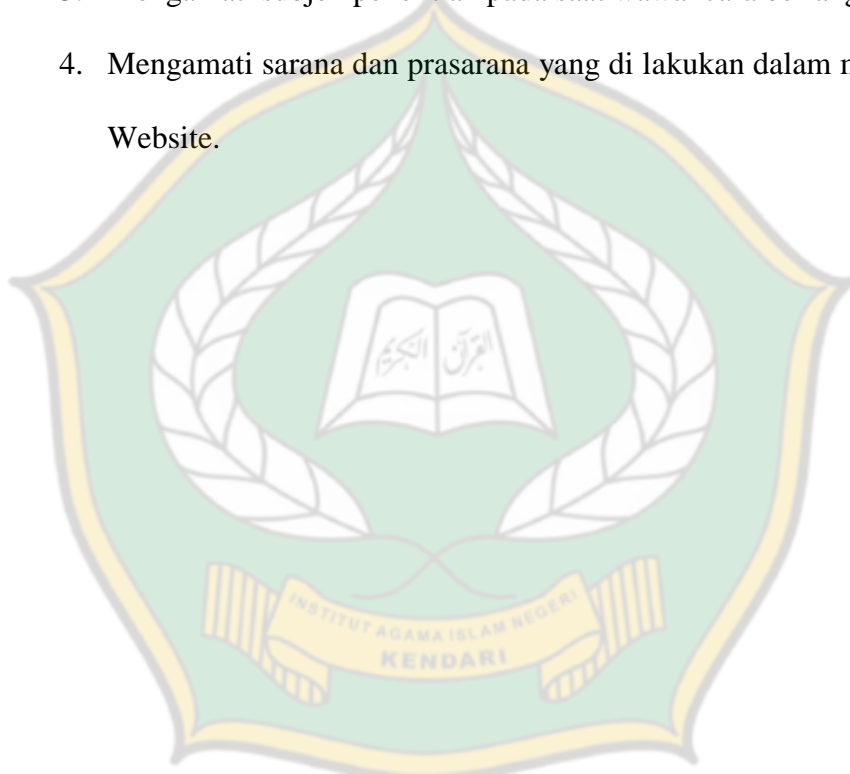 4. Mengamati sarana dan prasarana yang di lakukan dalam
Website.
القرآن
الكريم
INSTITUT AGAMA ISLAM NEGERI
KENDARI